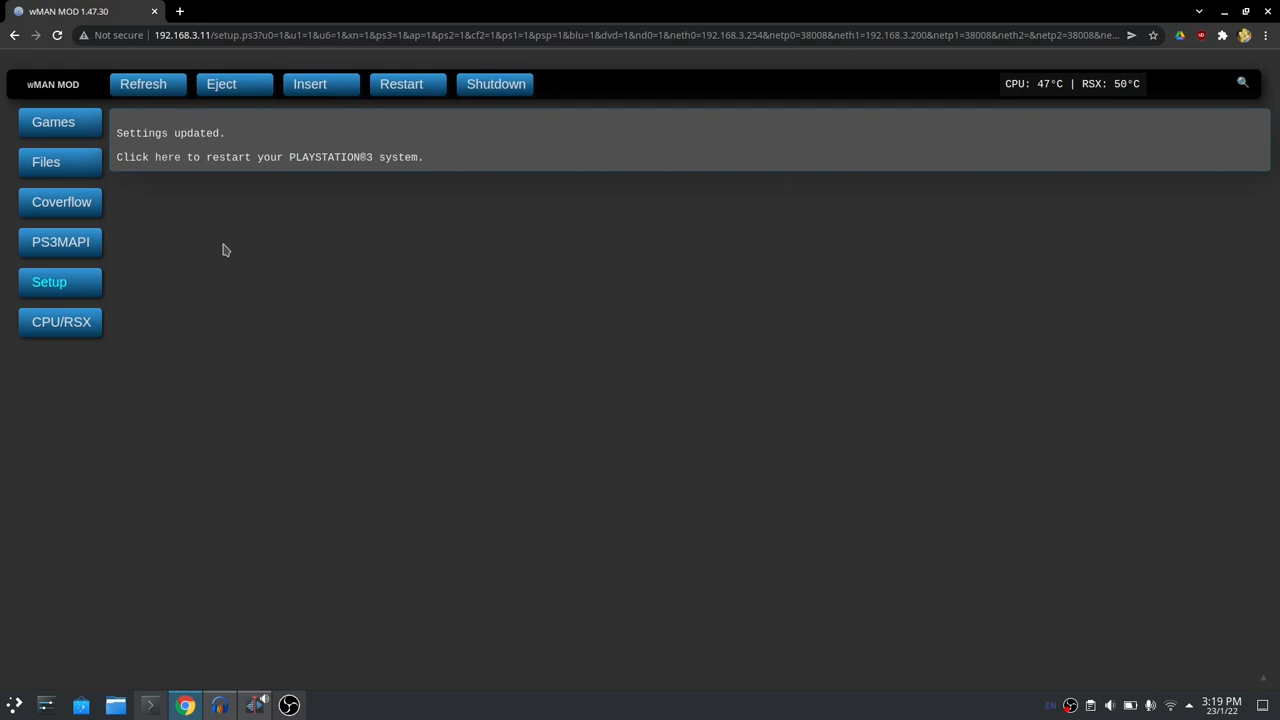 wMAN MOD 1.47.30
Not secure
192.168.3.11/setup.ps3?u0=1&u1=1&u6=1&xn=1&ps3=1&ap=1&ps2=1&cf2=1&ps1=1&psp=1&blu=1&dvd=1&nd0=1&neth0=192.168.3.254&netp0=38008&neth1=192.168.3.200&netp1=38008&neth2=&netp2=38008&ne...
wMAN MOD
Refresh
Eject
Insert
Restart
Shutdown
CPU: 47°C | RSX: 50°C
Games
Files
Coverflow
PS3MAPI
Setup
CPU/RSX
Settings updated.
Click here to restart your PLAYSTATION®3 system.
EN
3:19 PM
23/1/22